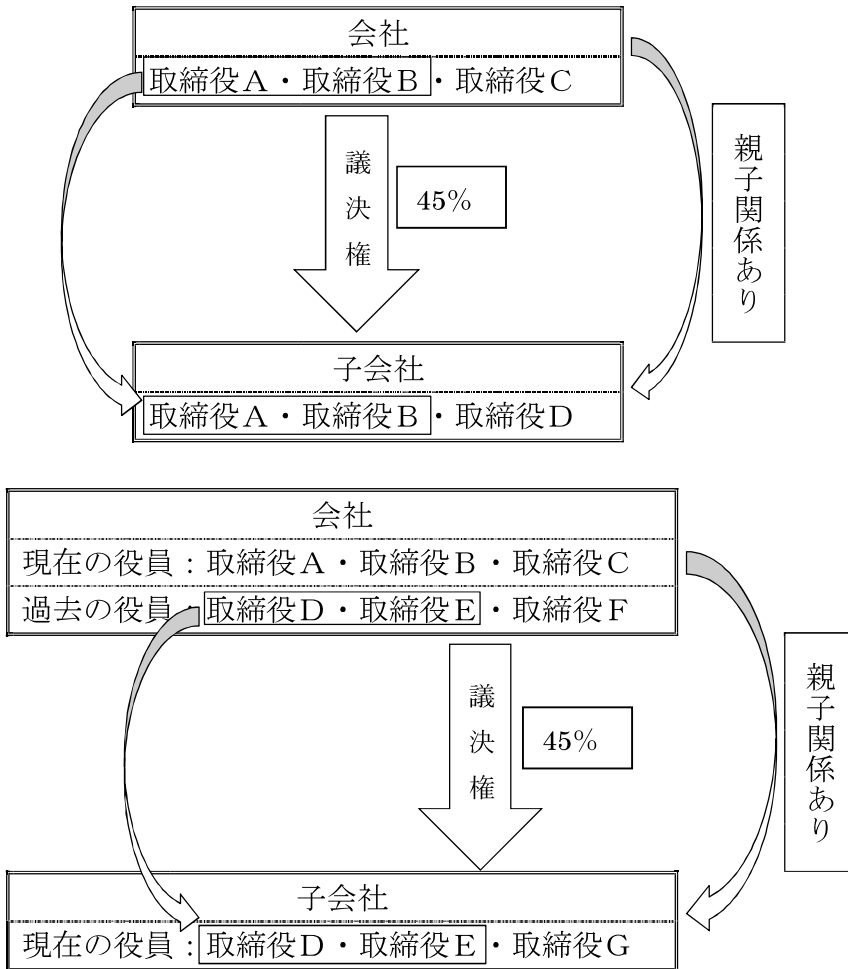 会社
取締役A・取締役B・取締役C
議決権
45%
親子関係あり
子会社
取締役A・取締役B・取締役D
会社
現在の役員：取締役A・取締役B・取締役C
過去の役員：取締役D・取締役E・取締役F
議決権
45%
親子関係あり
子会社
現在の役員：取締役D・取締役E・取締役G